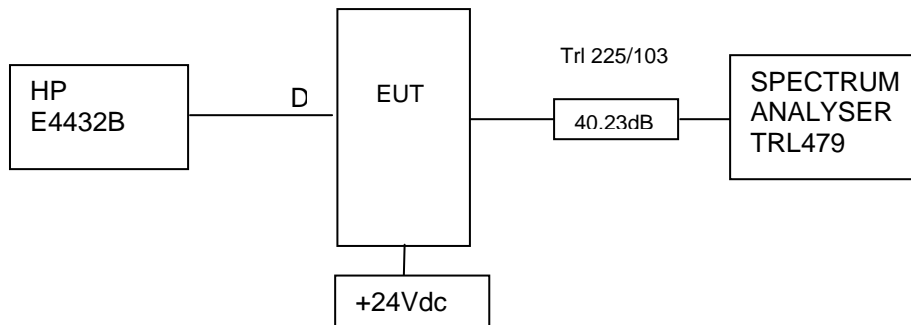 HP
E4432B
D
EUT
Trl 225/103
40.23dB
SPECTRUM
ANALYSER
TRL479
+24Vdc